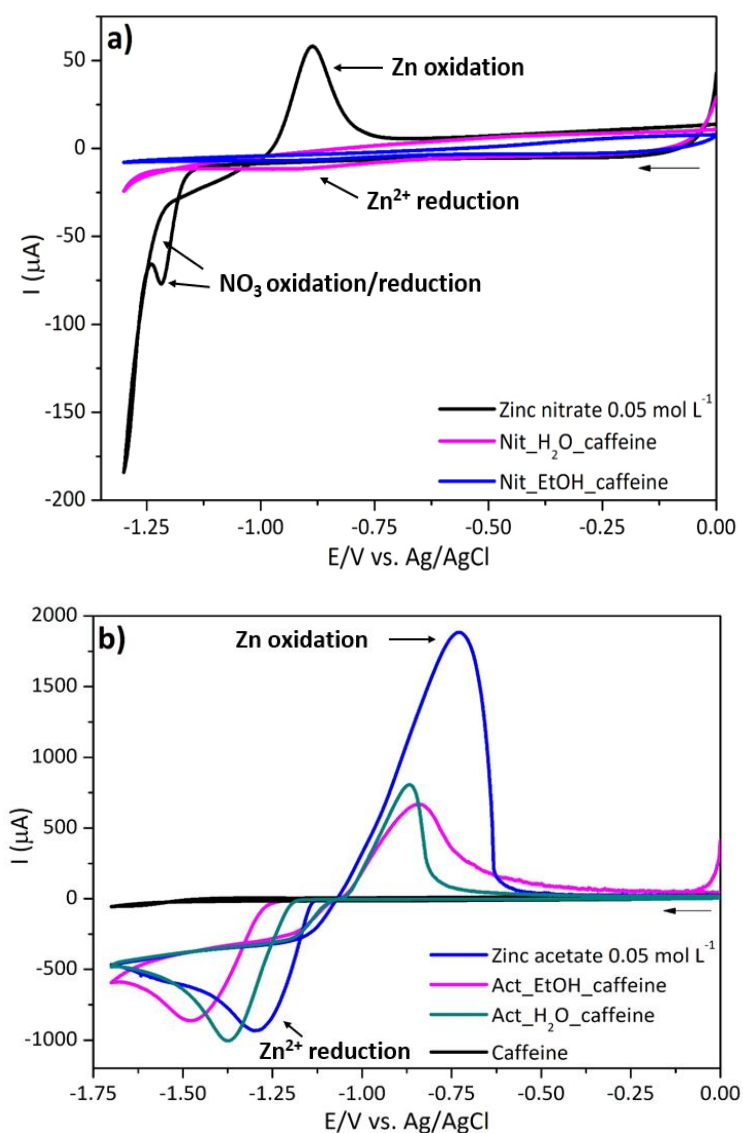 a)
Zn oxidation
Zn²⁺ reduction
NO₃ oxidation/reduction
Zinc nitrate 0.05 mol L⁻¹
Nit_H₂O_caffeine
Nit_EtOH_caffeine
50
0
-50
-100
-150
-200
I (μA)
-1.25
-1.00
-0.75
-0.50
-0.25
0.00
E/V vs. Ag/AgCl
b)
Zn oxidation
Zn²⁺ reduction
Zinc acetate 0.05 mol L⁻¹
Act_EtOH_caffeine
Act_H₂O_caffeine
Caffeine
2000
1500
1000
500
0
-500
-1000
I (μA)
-1.75
-1.50
-1.25
-1.00
-0.75
-0.50
-0.25
0.00
E/V vs. Ag/AgCl